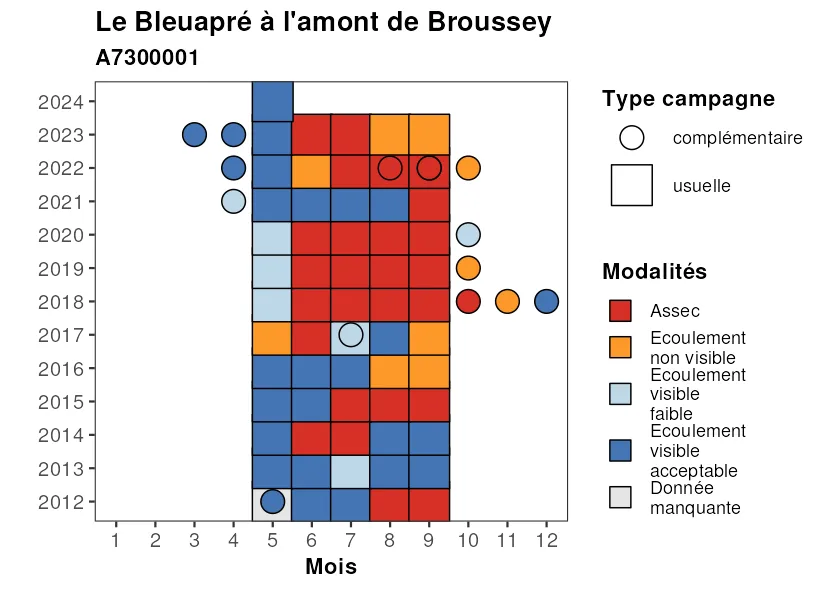 Le Bleuapré à l'amont de Broussey
A7300001
2024
2023
2022
2021
2020
2019
2018
2017
2016
2015
2014
2013
2012
1 2 3 4 5 6 7 8 9 10 11 12
Mois
Type campagne
complémentaire
usuelle
Modalités
Assec
Ecoulement
non visible
Ecoulement
visible
faible
Ecoulement
visible
acceptable
Donnée
manquante